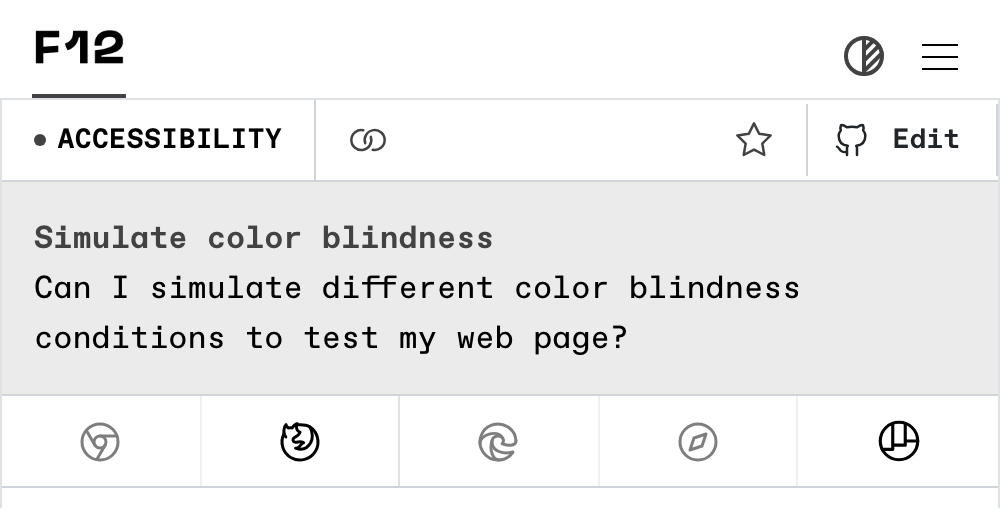 F12
ACCESSIBILITY
Edit
Simulate color blindness
Can I simulate different color blindness
conditions to test my web page?